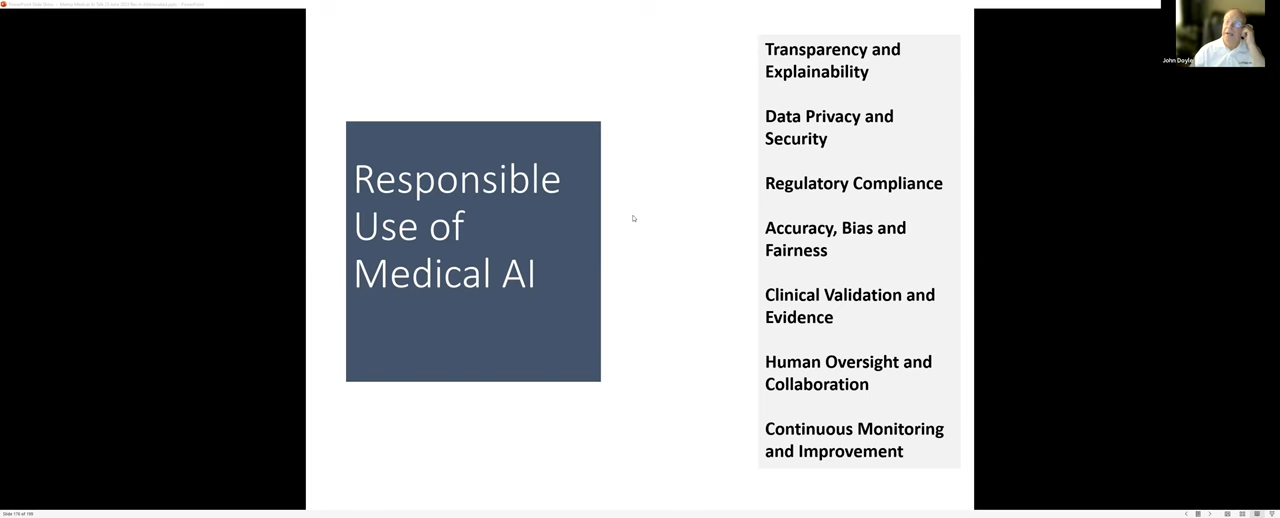 Responsible
Use of
Medical AI
Transparency and
Explainability
Data Privacy and
Security
Regulatory Compliance
Accuracy, Bias and
Fairness
Clinical Validation and
Evidence
Human Oversight and
Collaboration
Continuous Monitoring
and Improvement
John Doyle